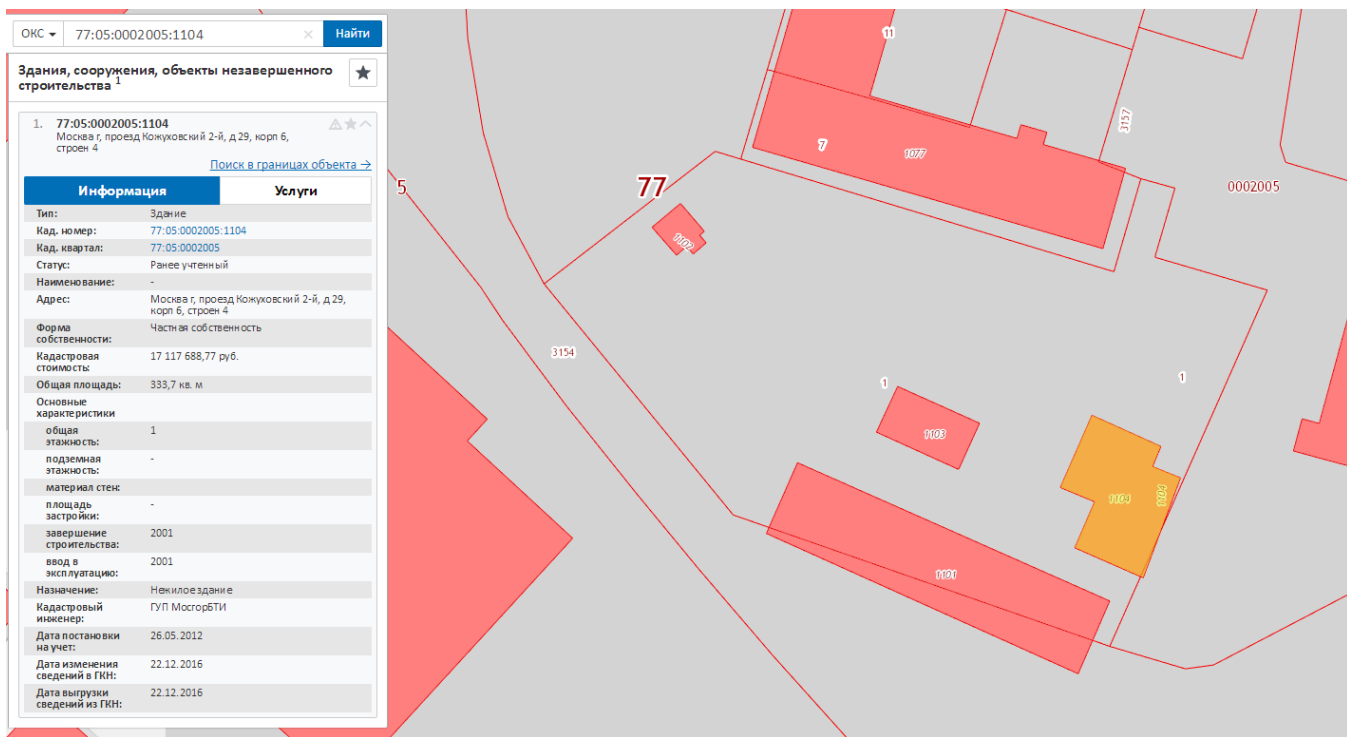 ОКС 77:05:0002005:1104 × Найти
Здания, сооружения, объекты незавершенного
строительства 1
1. 77:05:0002005:1104
Москва г, проезд Кожуховский 2-й, д 29, корп 6,
строен 4
Поиск в границах объекта →
Информация Услуги
Тип: Здание
Кад. номер: 77:05:0002005:1104
Кад. квартал: 77:05:0002005
Статус: Ранее учтенный
Наименование: -
Адрес: Москва г, проезд Кожуховский 2-й, д 29,
корп 6, строен 4
Форма Частная собственность
собственности:
Кадастровая 17 117 688,77 руб.
стоимость:
Общая площадь: 333,7 кв. м
Основные
характеристики
общая 1
этажность:
подземная -
этажность:
материал стен:
площадь -
застройки:
завершение 2001
строительства:
ввод в 2001
эксплуатацию:
Назначение: Нежилое здание
Кадастровый ГУП МосгорБТИ
инженер:
Дата постановки 26.05.2012
на учет:
Дата изменения 22.12.2016
сведений в ГКН:
Дата выгрузки 22.12.2016
сведений из ГКН:
11
3157
7
1077
5
77
0002005
1102
3154
1
1
1103
1104
1104
1101